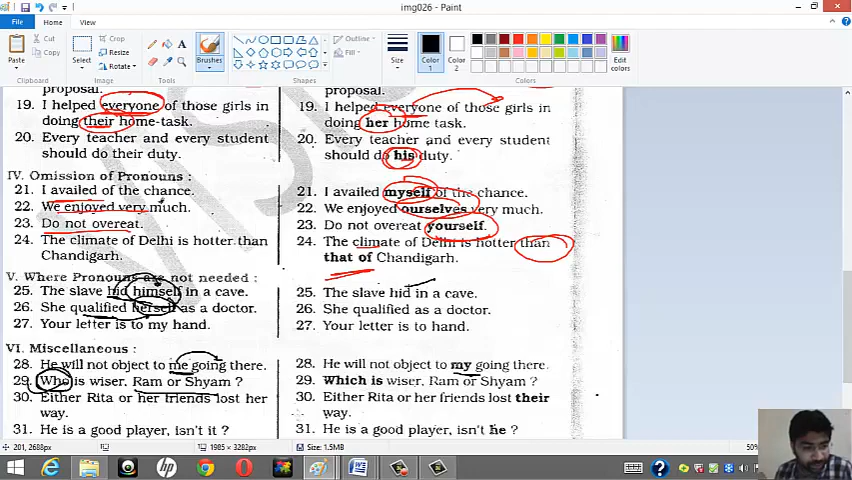 img026 - Paint
File
Home
View
Paste
Cut
Copy
Clipboard
Select
Crop
Resize
Rotate
Image
A
Tools
Brushes
Shapes
Outline
Fill
Size
Color 1
Color 2
Colors
Edit colors
proposal.
19. I helped everyone of those girls in
doing their home-task.
20. Every teacher and every student
should do their duty.
IV. Omission of Pronouns :
21. I availed of the chance.
22. We enjoyed very much.
23. Do not overeat.
24. The climate of Delhi is hotter than
Chandigarh.
V. Where Pronouns are not needed :
25. The slave hid himself in a cave.
26. She qualified herself as a doctor.
27. Your letter is to my hand.
VI. Miscellaneous :
28. He will not object to me going there.
29. Who is wiser, Ram or Shyam ?
30. Either Rita or her friends lost her
way.
31. He is a good player, isn't it ?
proposal.
19. I helped everyone of those girls in
doing her home task.
20. Every teacher and every student
should do his duty.
21. I availed myself of the chance.
22. We enjoyed ourselves very much.
23. Do not overeat yourself.
24. The climate of Delhi is hotter than
that of Chandigarh.
25. The slave hid in a cave.
26. She qualified as a doctor.
27. Your letter is to hand.
28. He will not object to my going there.
29. Which is wiser, Ram or Shyam ?
30. Either Rita or her friends lost their
way.
31. He is a good player, isn't he ?
201, 2688px
1985 × 3282px
Size: 1.5MB
50%